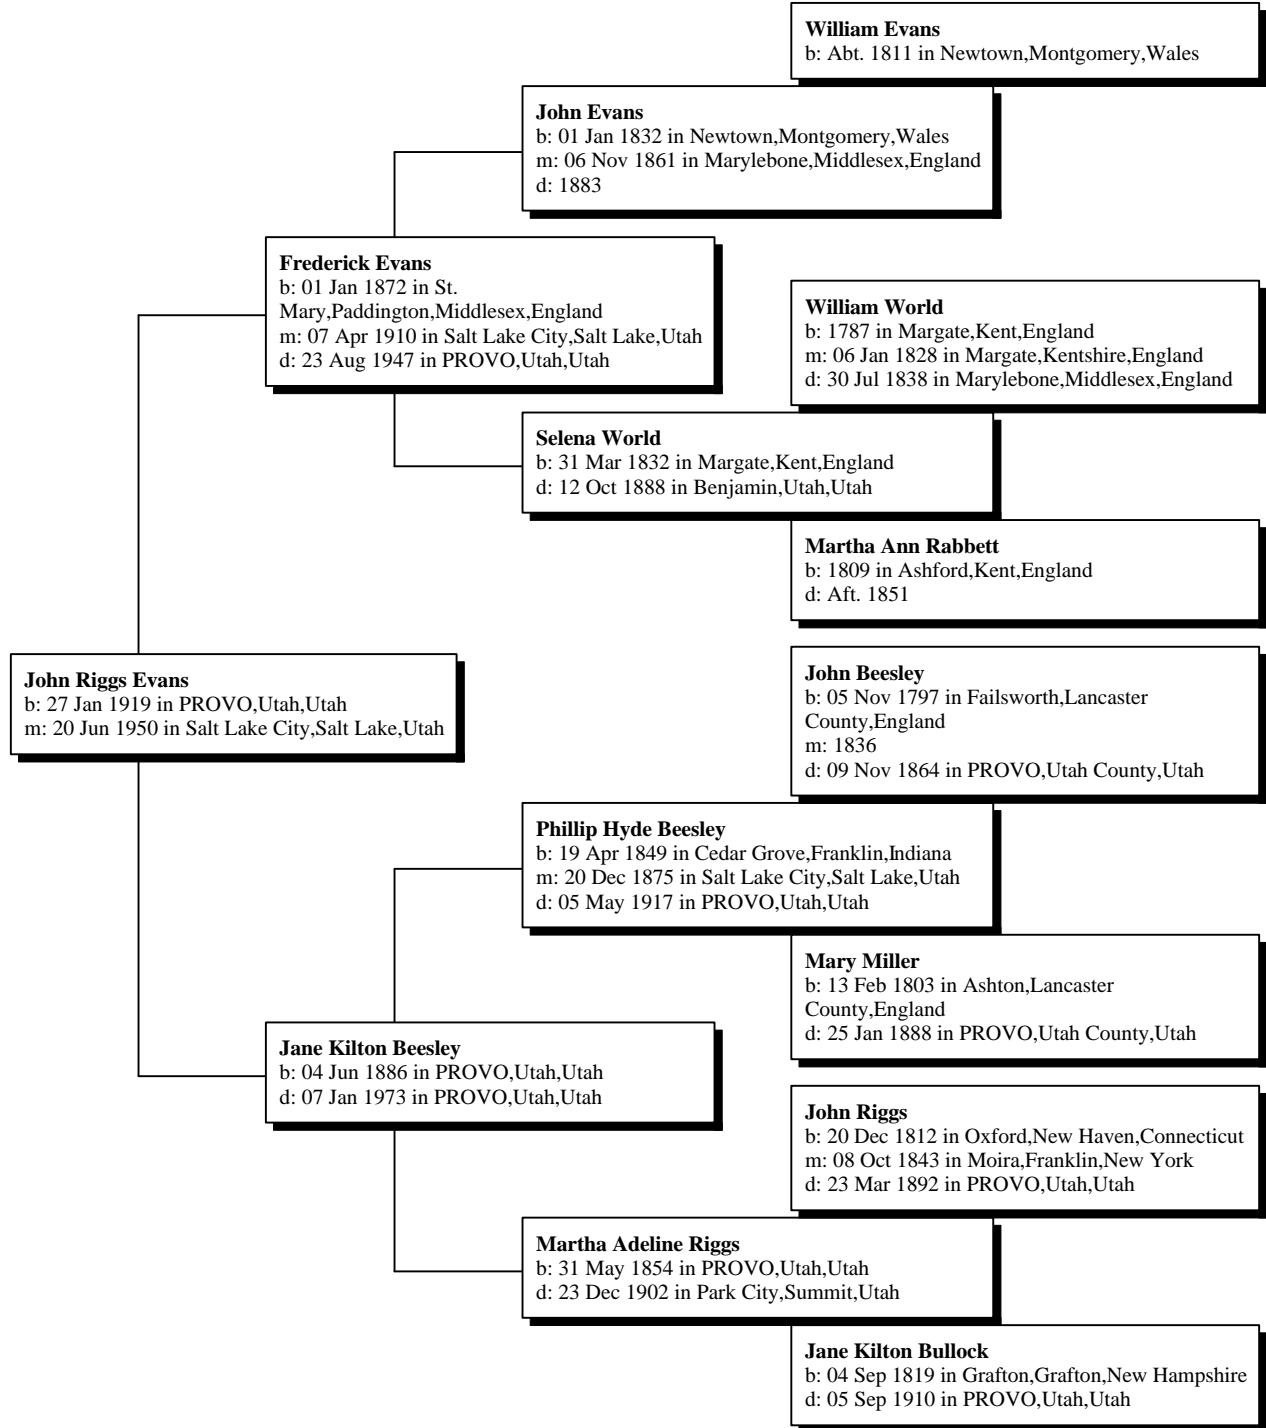 William Evans
b: Abt. 1811 in Newtown,Montgomery,Wales
John Evans
b: 01 Jan 1832 in Newtown,Montgomery,Wales
m: 06 Nov 1861 in Marylebone,Middlesex,England
d: 1883
Frederick Evans
b: 01 Jan 1872 in St.
Mary,Paddington,Middlesex,England
m: 07 Apr 1910 in Salt Lake City,Salt Lake,Utah
d: 23 Aug 1947 in PROVO,Utah,Utah
William World
b: 1787 in Margate,Kent,England
m: 06 Jan 1828 in Margate,Kentshire,England
d: 30 Jul 1838 in Marylebone,Middlesex,England
Selena World
b: 31 Mar 1832 in Margate,Kent,England
d: 12 Oct 1888 in Benjamin,Utah,Utah
Martha Ann Rabbett
b: 1809 in Ashford,Kent,England
d: Aft. 1851
John Riggs Evans
b: 27 Jan 1919 in PROVO,Utah,Utah
m: 20 Jun 1950 in Salt Lake City,Salt Lake,Utah
John Beesley
b: 05 Nov 1797 in Failsworth,Lancaster
County,England
m: 1836
d: 09 Nov 1864 in PROVO,Utah County,Utah
Phillip Hyde Beesley
b: 19 Apr 1849 in Cedar Grove,Franklin,Indiana
m: 20 Dec 1875 in Salt Lake City,Salt Lake,Utah
d: 05 May 1917 in PROVO,Utah,Utah
Mary Miller
b: 13 Feb 1803 in Ashton,Lancaster
County,England
d: 25 Jan 1888 in PROVO,Utah County,Utah
Jane Kilton Beesley
b: 04 Jun 1886 in PROVO,Utah,Utah
d: 07 Jan 1973 in PROVO,Utah,Utah
John Riggs
b: 20 Dec 1812 in Oxford,New Haven,Connecticut
m: 08 Oct 1843 in Moira,Franklin,New York
d: 23 Mar 1892 in PROVO,Utah,Utah
Martha Adeline Riggs
b: 31 May 1854 in PROVO,Utah,Utah
d: 23 Dec 1902 in Park City,Summit,Utah
Jane Kilton Bullock
b: 04 Sep 1819 in Grafton,Grafton,New Hampshire
d: 05 Sep 1910 in PROVO,Utah,Utah